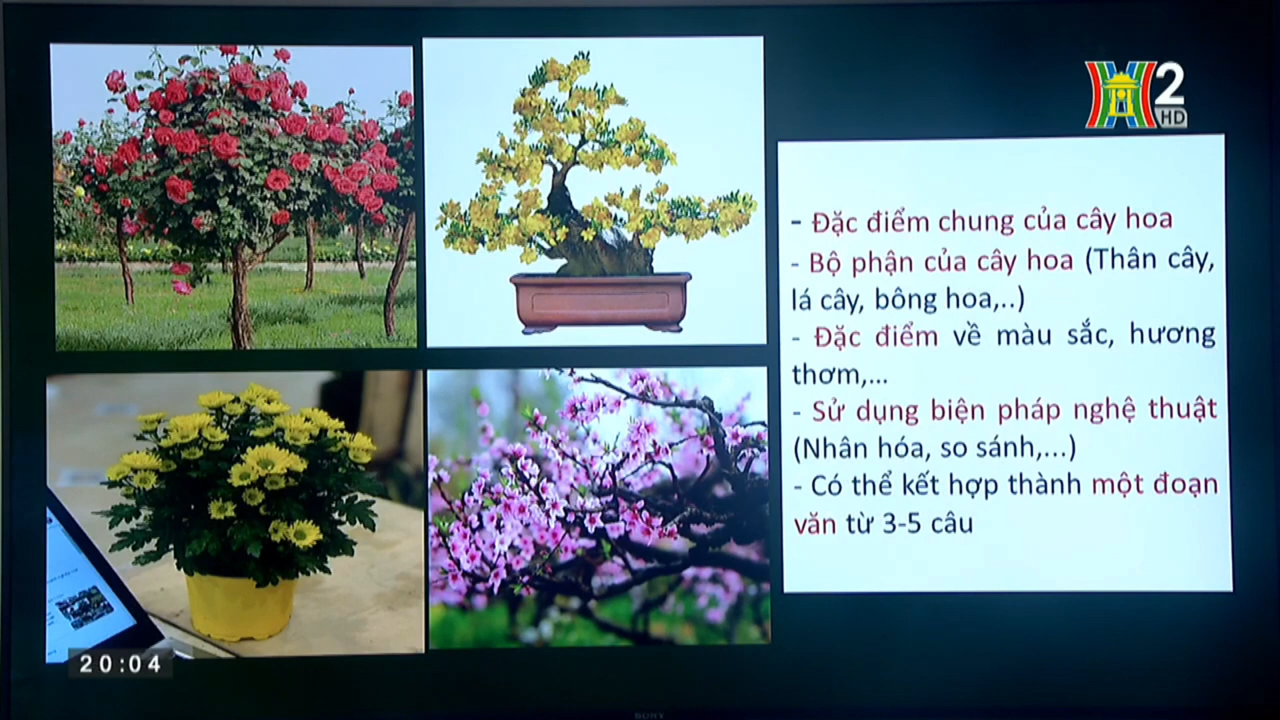 2
HD
- Đặc điểm chung của cây hoa
- Bộ phận của cây hoa (Thân cây,
lá cây, bông hoa,..)
- Đặc điểm về màu sắc, hương
thơm,...
- Sử dụng biện pháp nghệ thuật
(Nhân hóa, so sánh,...)
- Có thể kết hợp thành một đoạn
văn từ 3-5 câu
20:04
SONY